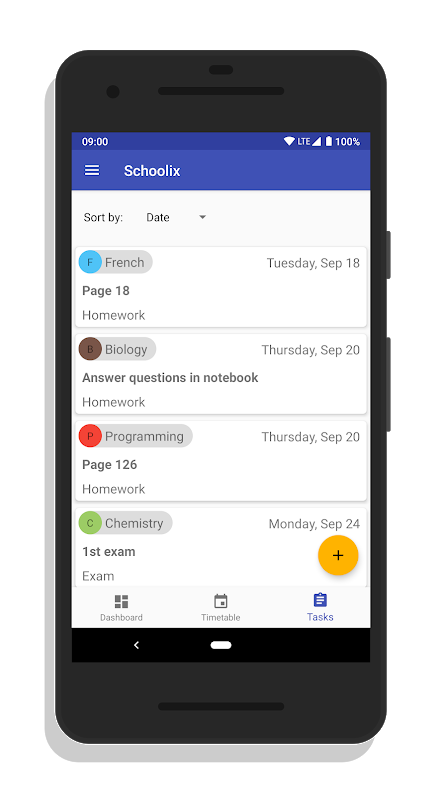 09:00 LTE 100%
Schoolix
Sort by: Date
F French Tuesday, Sep 18
Page 18
Homework
B Biology Thursday, Sep 20
Answer questions in notebook
Homework
P Programming Thursday, Sep 20
Page 126
Homework
C Chemistry Monday, Sep 24
1st exam
Exam
Dashboard Timetable Tasks